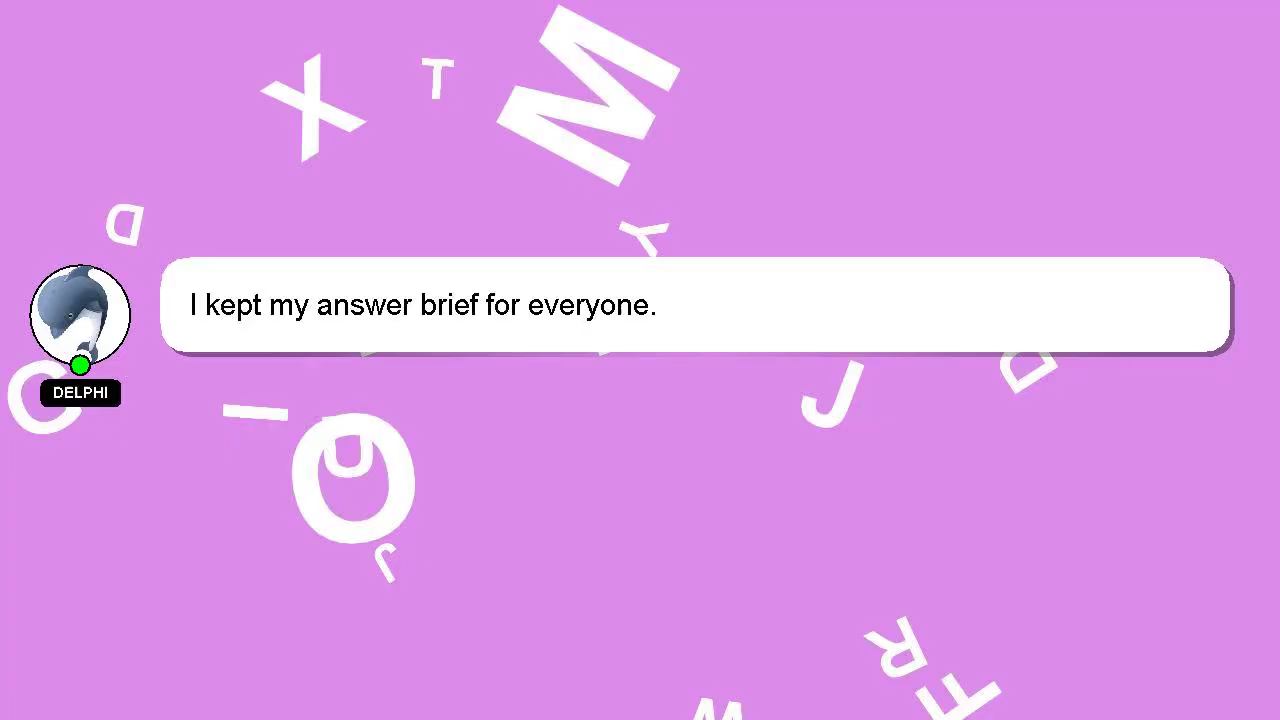 X
T
M
D
Y
I kept my answer brief for everyone.
DELPHI
C
I
O
U
J
D
J
R
F
W